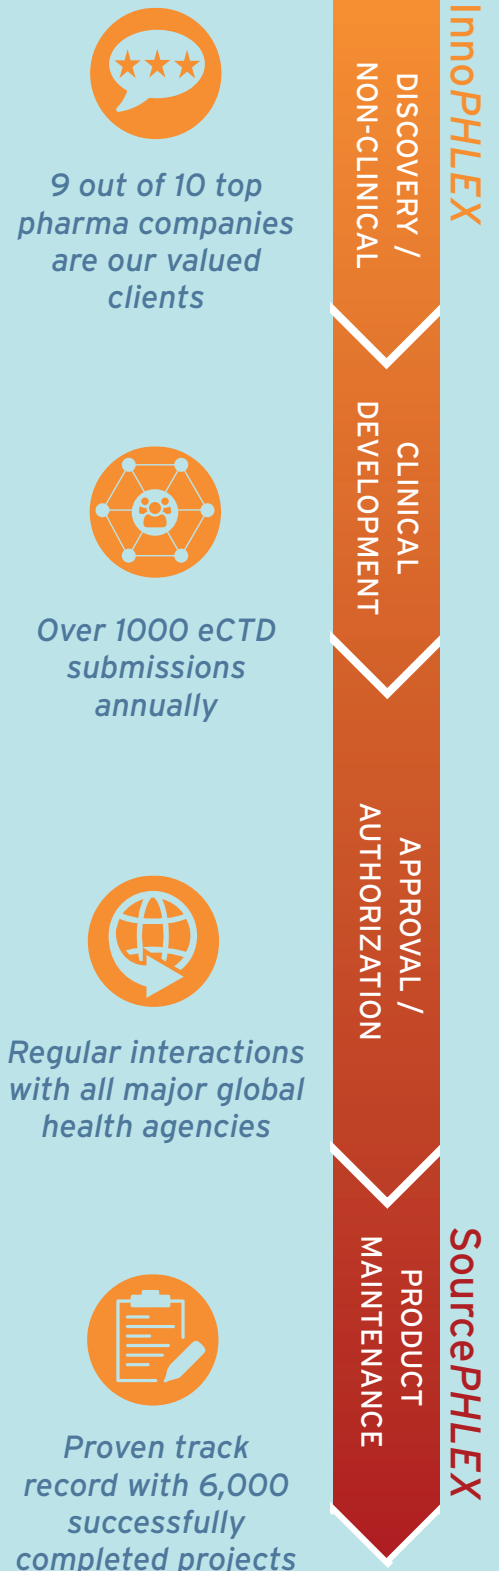 9 out of 10 top
pharma companies
are our valued
clients
Over 1000 eCTD
submissions
annually
Regular interactions
with all major global
health agencies
Proven track
record with 6,000
successfully
completed projects
DISCOVERY /
NON-CLINICAL
CLINICAL
DEVELOPMENT
APPROVAL /
AUTHORIZATION
PRODUCT
MAINTENANCE
InnoPHLEX
SourcePHLEX